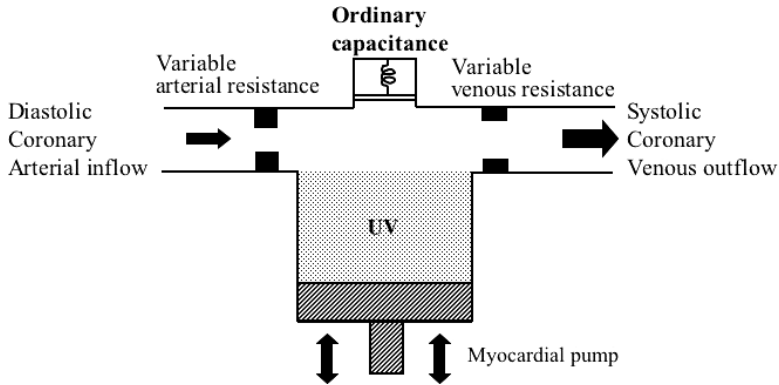 Ordinary
capacitance
Variable
arterial resistance
Variable
venous resistance
Diastolic
Coronary
Arterial inflow
Systolic
Coronary
Venous outflow
UV
Myocardial pump